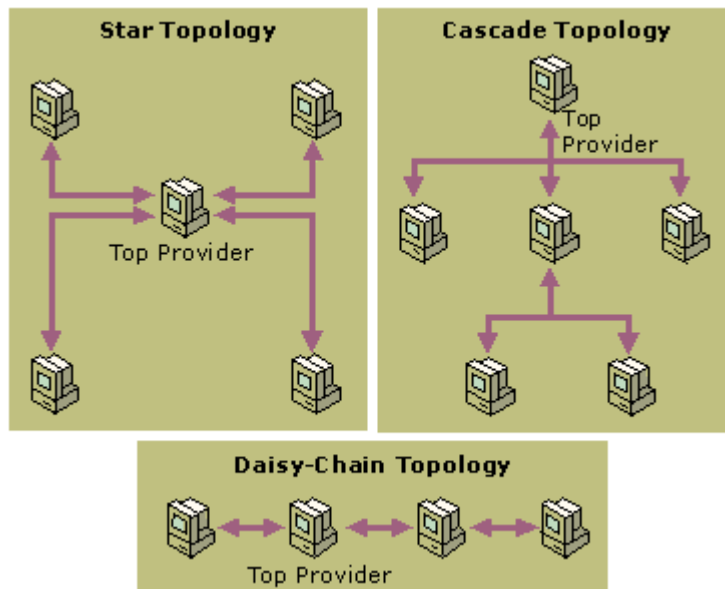 Star Topology
Top Provider
Cascade Topology
Top
Provider
Daisy-Chain Topology
Top Provider